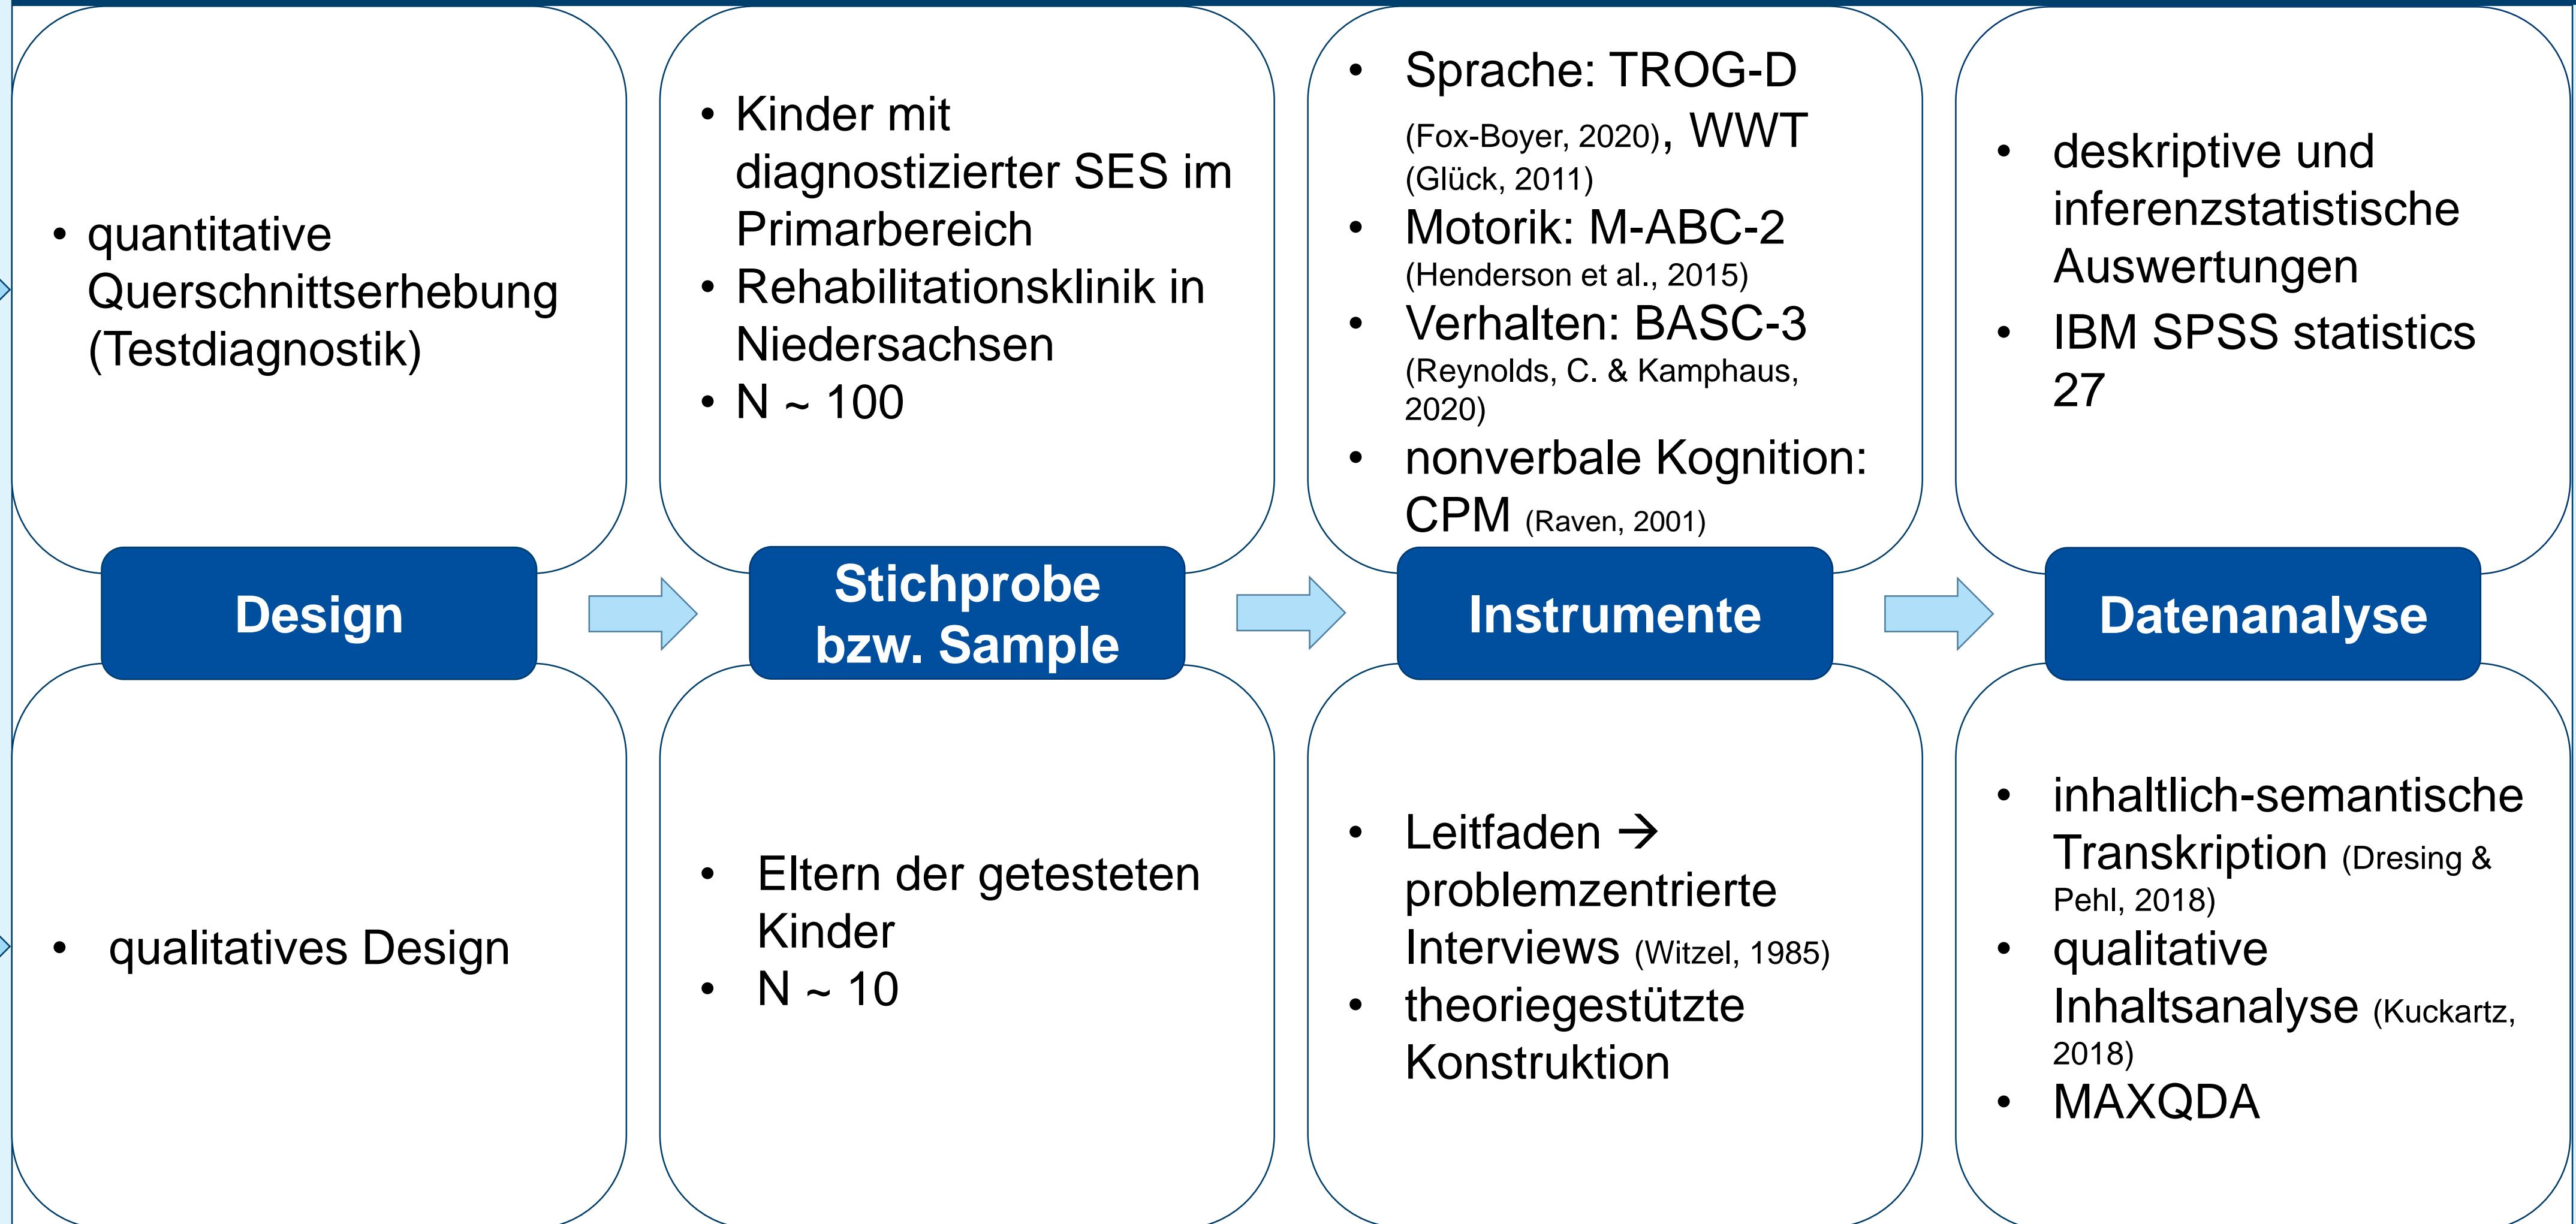 • quantitative
Querschnittserhebung
(Testdiagnostik)
• Kinder mit
diagnostizierter SES im
Primarbereich
• Rehabilitationsklinik in
Niedersachsen
• N ~ 100
• Sprache: TROG-D
(Fox-Boyer, 2020), WWT
(Glück, 2011)
• Motorik: M-ABC-2
(Henderson et al., 2015)
• Verhalten: BASC-3
(Reynolds, C. & Kamphaus,
2020)
• nonverbale Kognition:
CPM (Raven, 2001)
• deskriptive und
inferenzstatistische
Auswertungen
• IBM SPSS statistics
27
Design
Stichprobe
bzw. Sample
Instrumente
Datenanalyse
• qualitatives Design
• Eltern der getesteten
Kinder
• N ~ 10
• Leitfaden →
problemzentrierte
Interviews (Witzel, 1985)
• theoriegestützte
Konstruktion
• inhaltlich-semantische
Transkription (Dresing &
Pehl, 2018)
• qualitative
Inhaltsanalyse (Kuckartz,
2018)
• MAXQDA